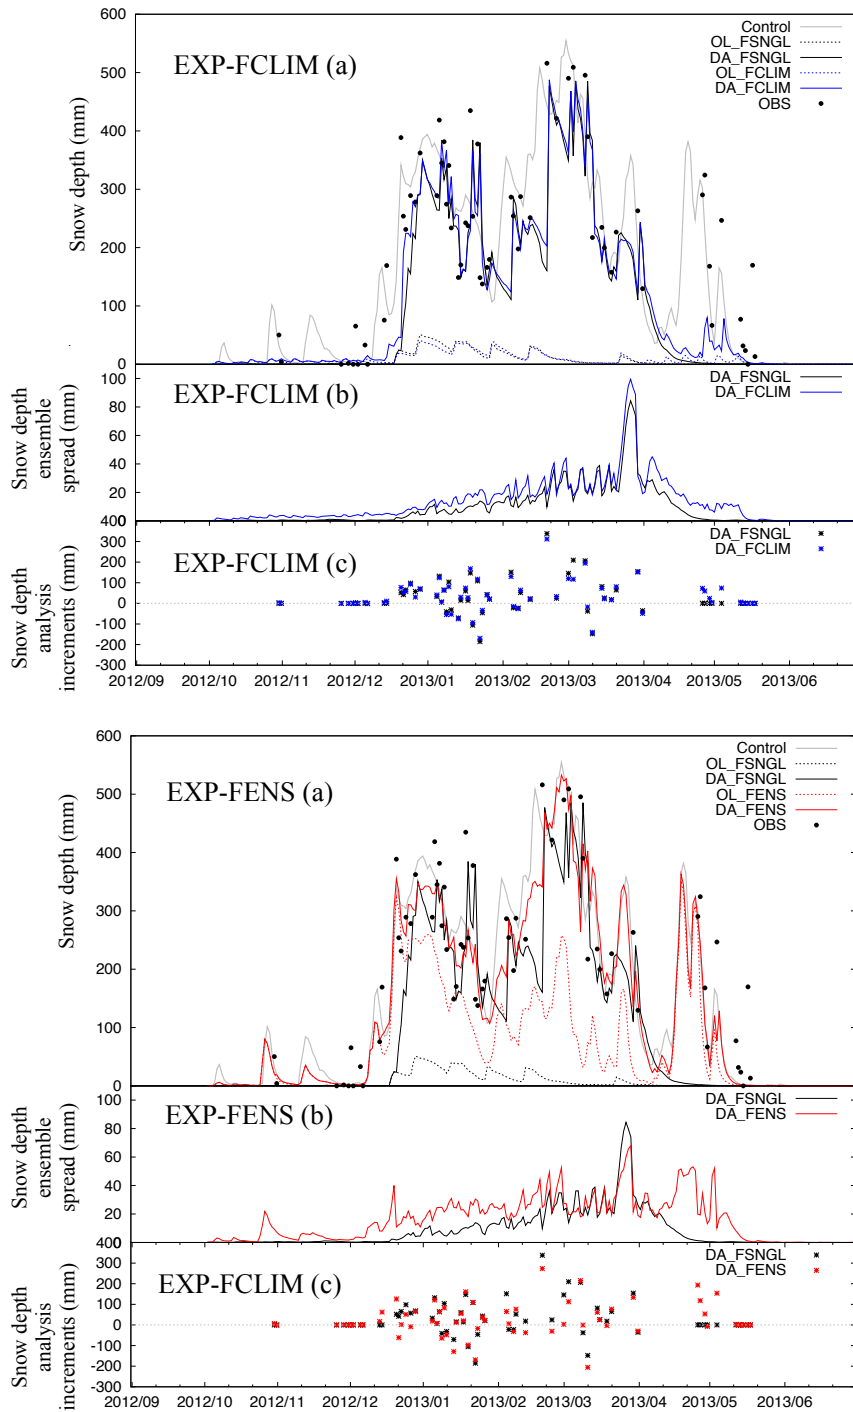 600
500
400
300
200
100
0
Snow depth (mm)
EXP-FCLIM (a)
Control
OL_FSNGL
DA_FSNGL
OL_FCLIM
DA_FCLIM
OBS
100
80
60
40
20
0
Snow depth
ensemble
spread (mm)
EXP-FCLIM (b)
DA_FSNGL
DA_FCLIM
400
300
200
100
0
-100
-200
-300
Snow depth
analysis
increments (mm)
EXP-FCLIM (c)
DA_FSNGL
DA_FCLIM
2012/09 2012/10 2012/11 2012/12 2013/01 2013/02 2013/03 2013/04 2013/05 2013/06
600
500
400
300
200
100
0
Snow depth (mm)
EXP-FENS (a)
Control
OL_FSNGL
DA_FSNGL
OL_FENS
DA_FENS
OBS
100
80
60
40
20
0
Snow depth
ensemble
spread (mm)
EXP-FENS (b)
DA_FSNGL
DA_FENS
400
300
200
100
0
-100
-200
-300
Snow depth
analysis
increments (mm)
EXP-FCLIM (c)
DA_FSNGL
DA_FENS
2012/09 2012/10 2012/11 2012/12 2013/01 2013/02 2013/03 2013/04 2013/05 2013/06